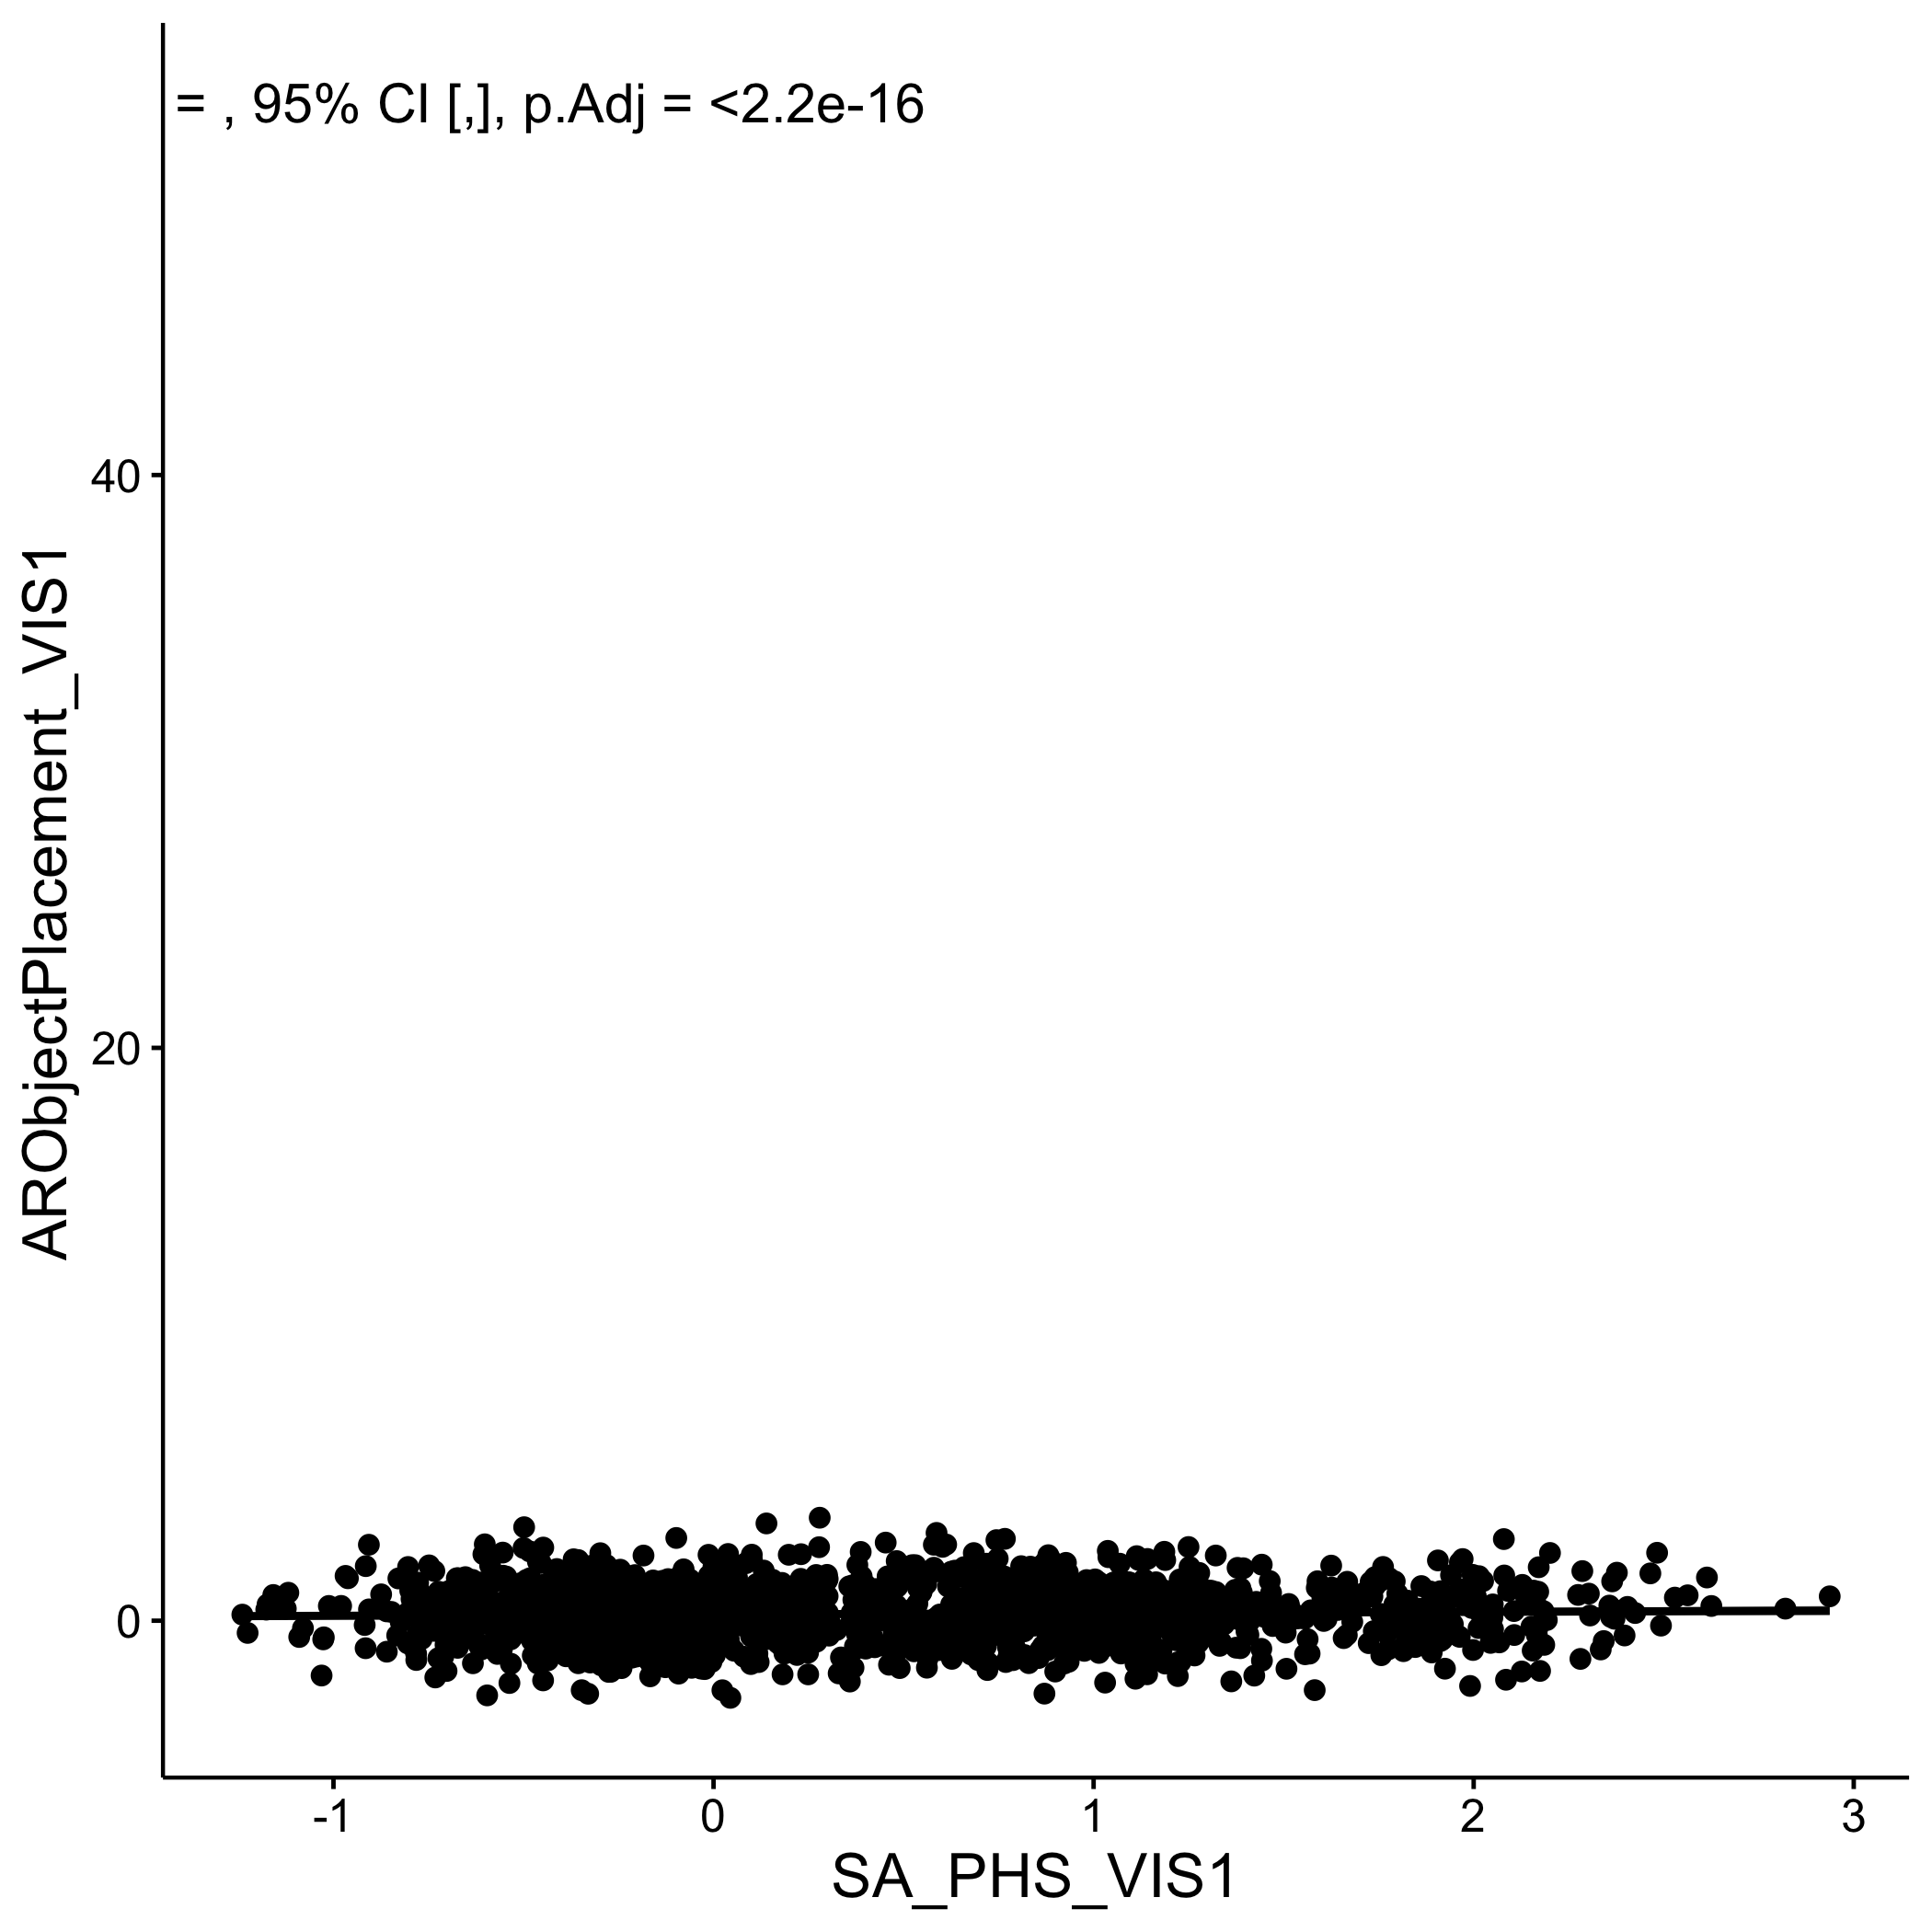 = , 95% CI [,], p.Adj = <2.2e-16
ARObjectPlacement_VIS1
40
20
0
-1 0 1 2 3
SA_PHS_VIS1